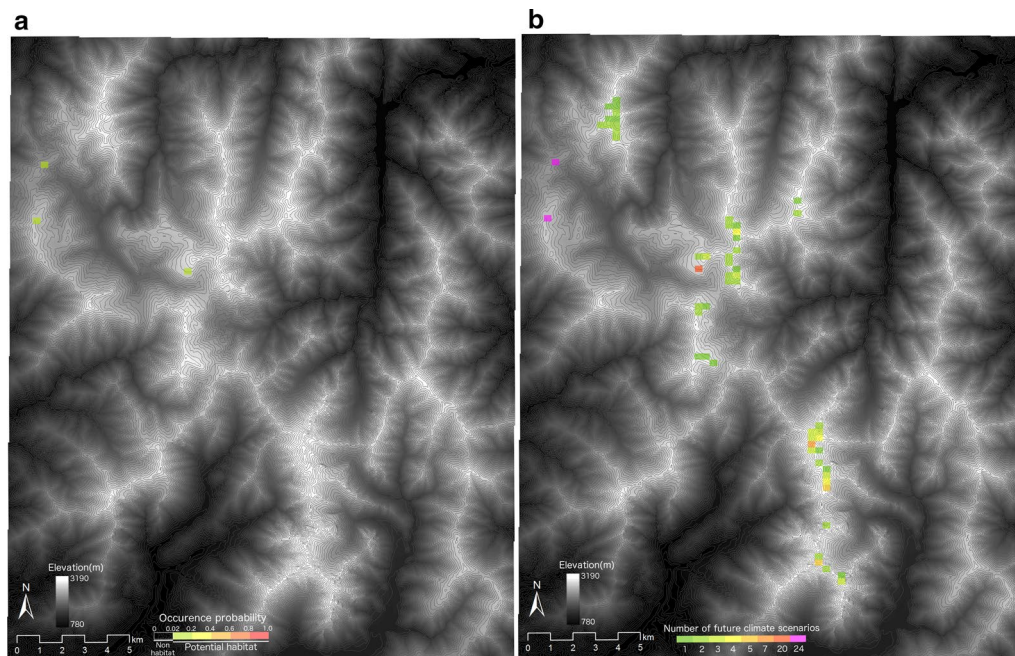 a
b
Elevation(m)
3190
780
N
0 1 2 3 4 5 km
Occurence probability
0 0.02 0.2 0.4 0.6 0.8 1.0
Non habitat
Potential habitat
Elevation(m)
3190
780
N
0 1 2 3 4 5 km
Number of future climate scenarios
1 2 3 4 5 7 20 24